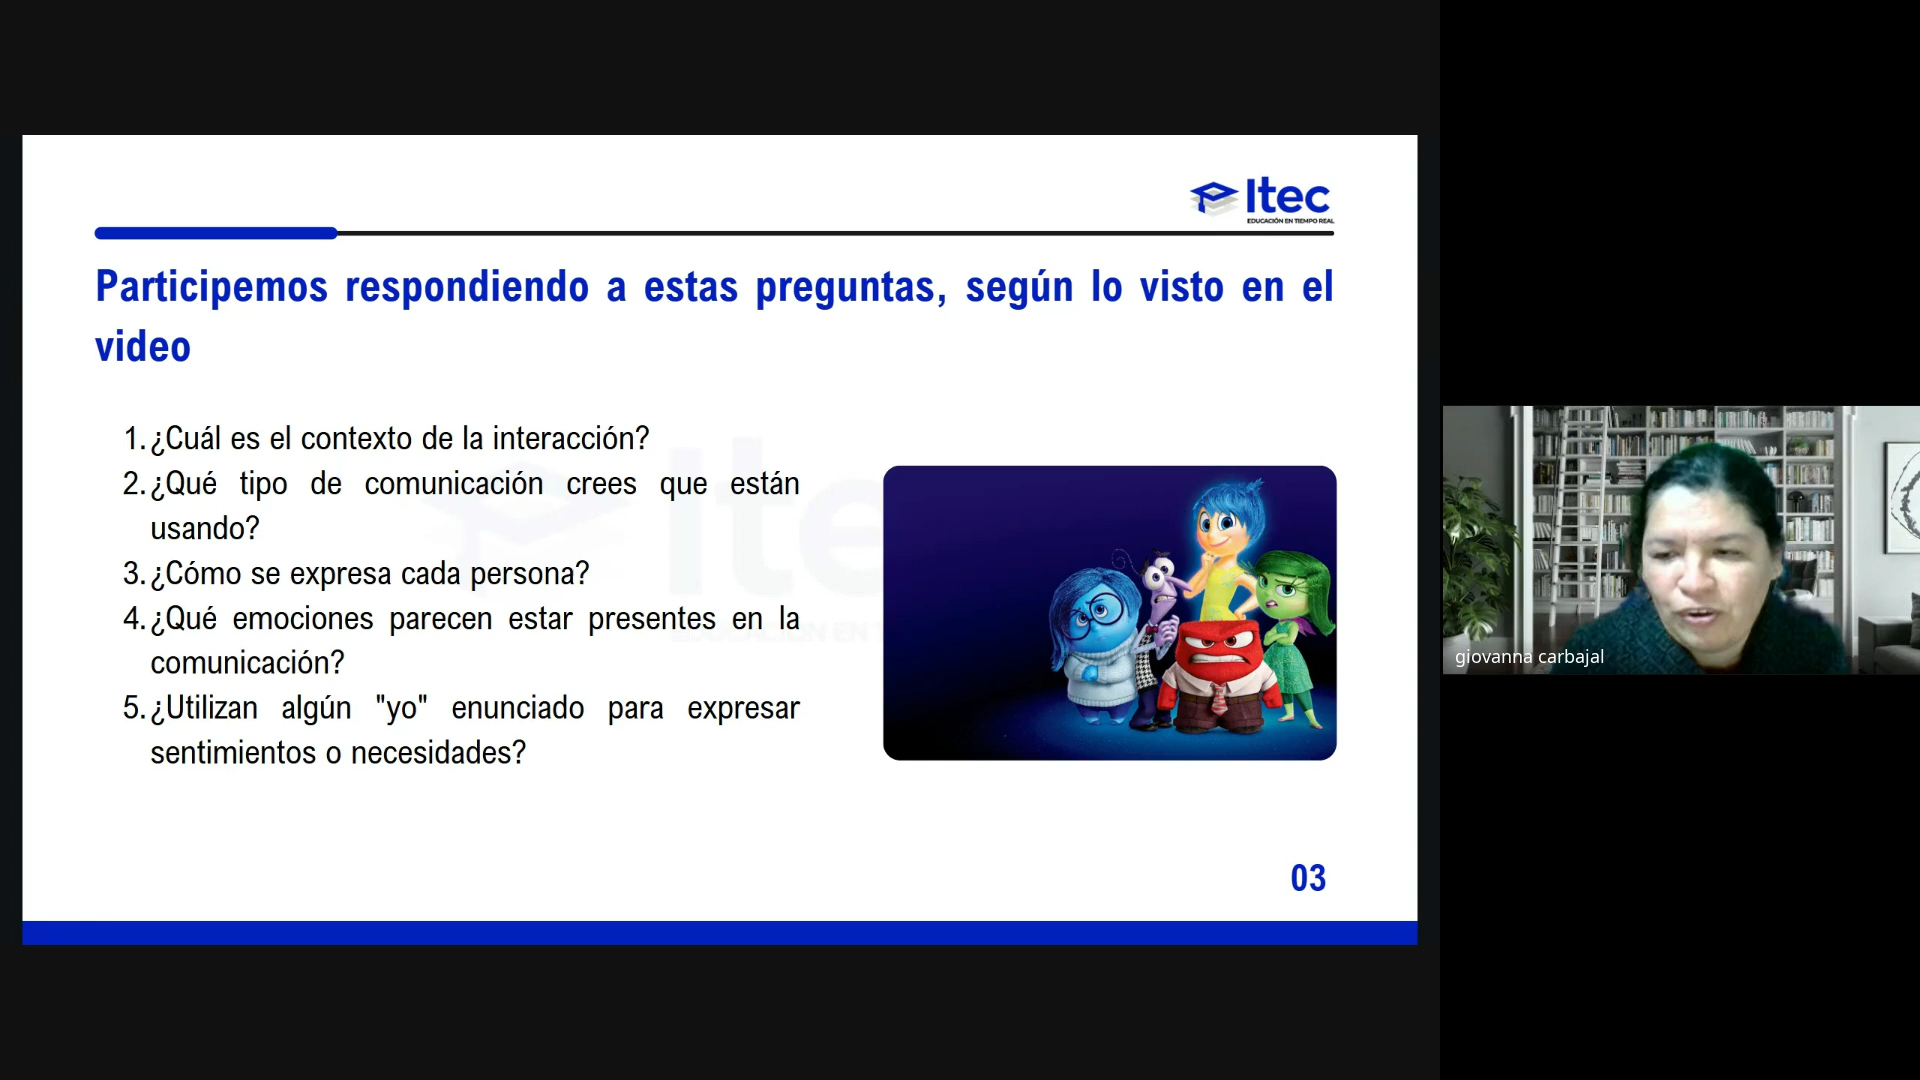 Itec
EDUCACIÓN EN TIEMPO REAL
Participemos respondiendo a estas preguntas, según lo visto en el
video
1. ¿Cuál es el contexto de la interacción?
2. ¿Qué tipo de comunicación crees que están
usando?
3. ¿Cómo se expresa cada persona?
4. ¿Qué emociones parecen estar presentes en la
comunicación?
5. ¿Utilizan algún "yo" enunciado para expresar
sentimientos o necesidades?
03
giovanna carbajal